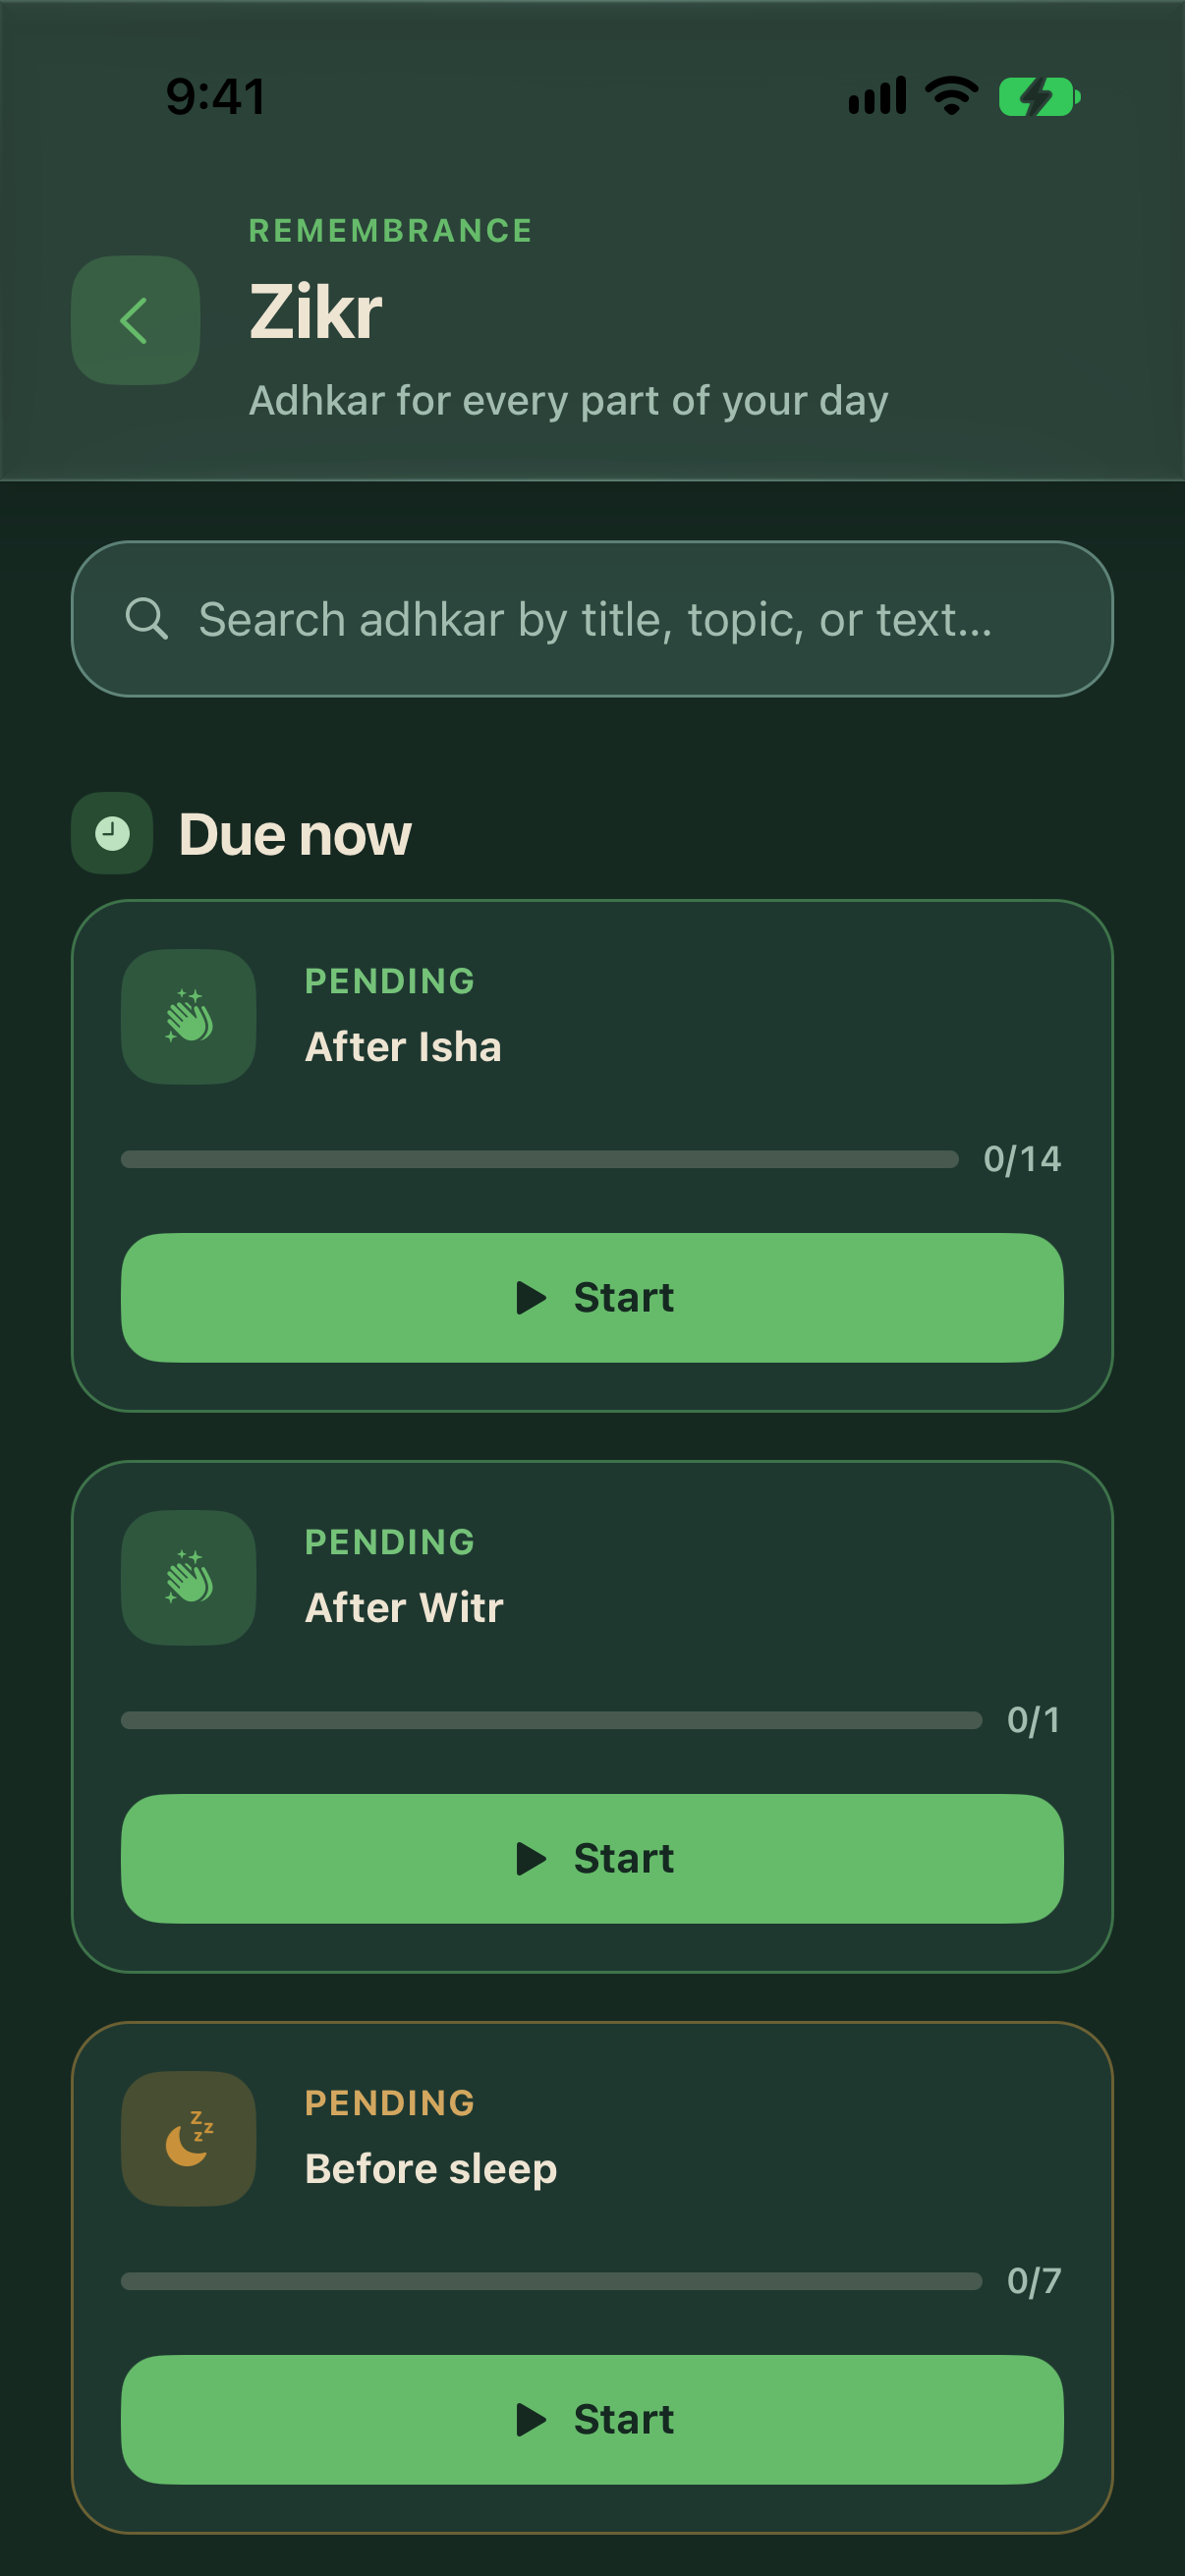 9:41
REMEMBRANCE
Zikr
Adhkar for every part of your day
Search adhkar by title, topic, or text...
Due now
PENDING
After Isha
0/14
Start
PENDING
After Witr
0/1
Start
PENDING
Before sleep
0/7
Start